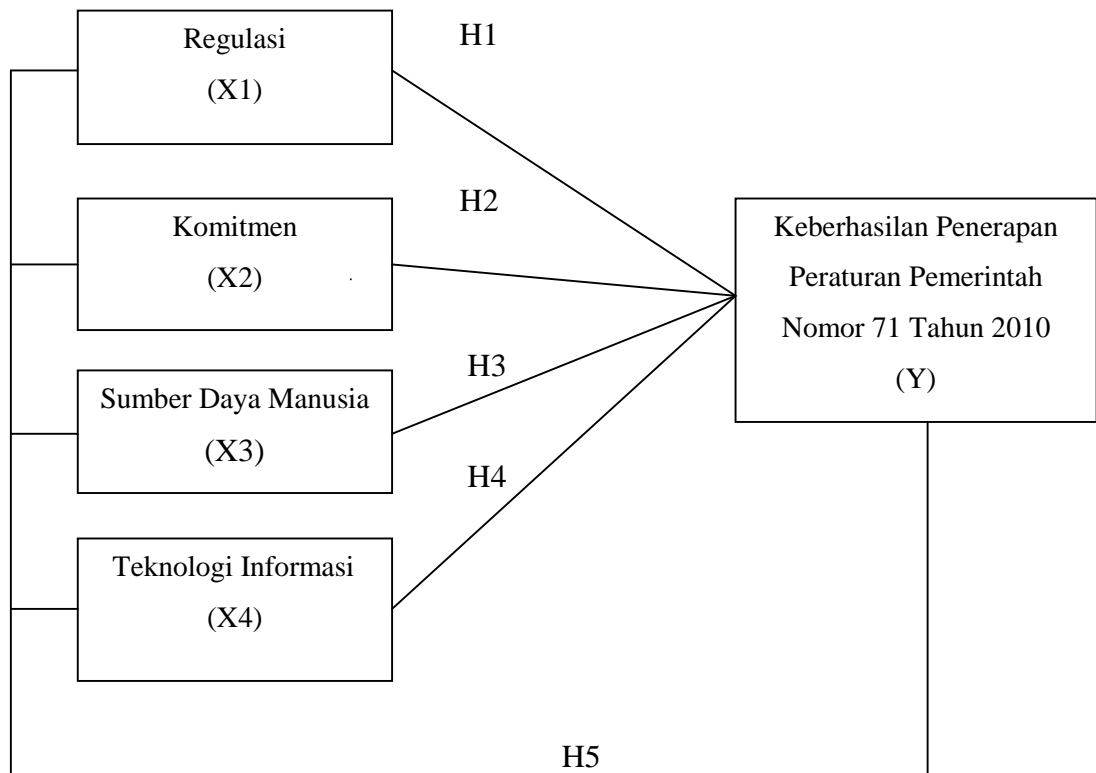 Regulasi
(X1)
H1
Komitmen
(X2)
H2
Sumber Daya Manusia
(X3)
H3
Teknologi Informasi
(X4)
H4
Keberhasilan Penerapan
Peraturan Pemerintah
Nomor 71 Tahun 2010
(Y)
H5